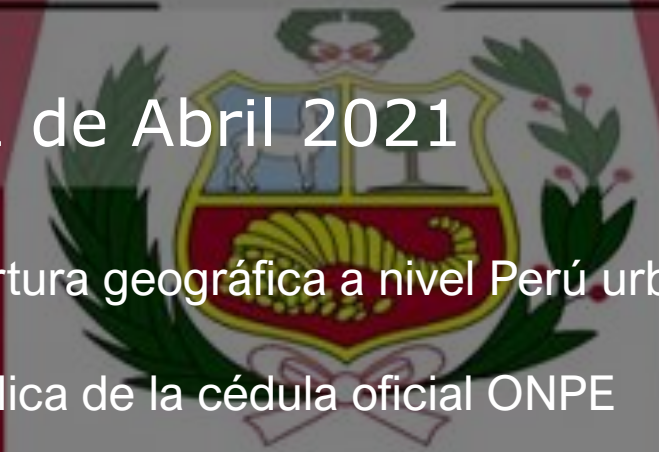 de Abril 2021
rtura geográfica a nivel Perú urb
lica de la cédula oficial ONPE